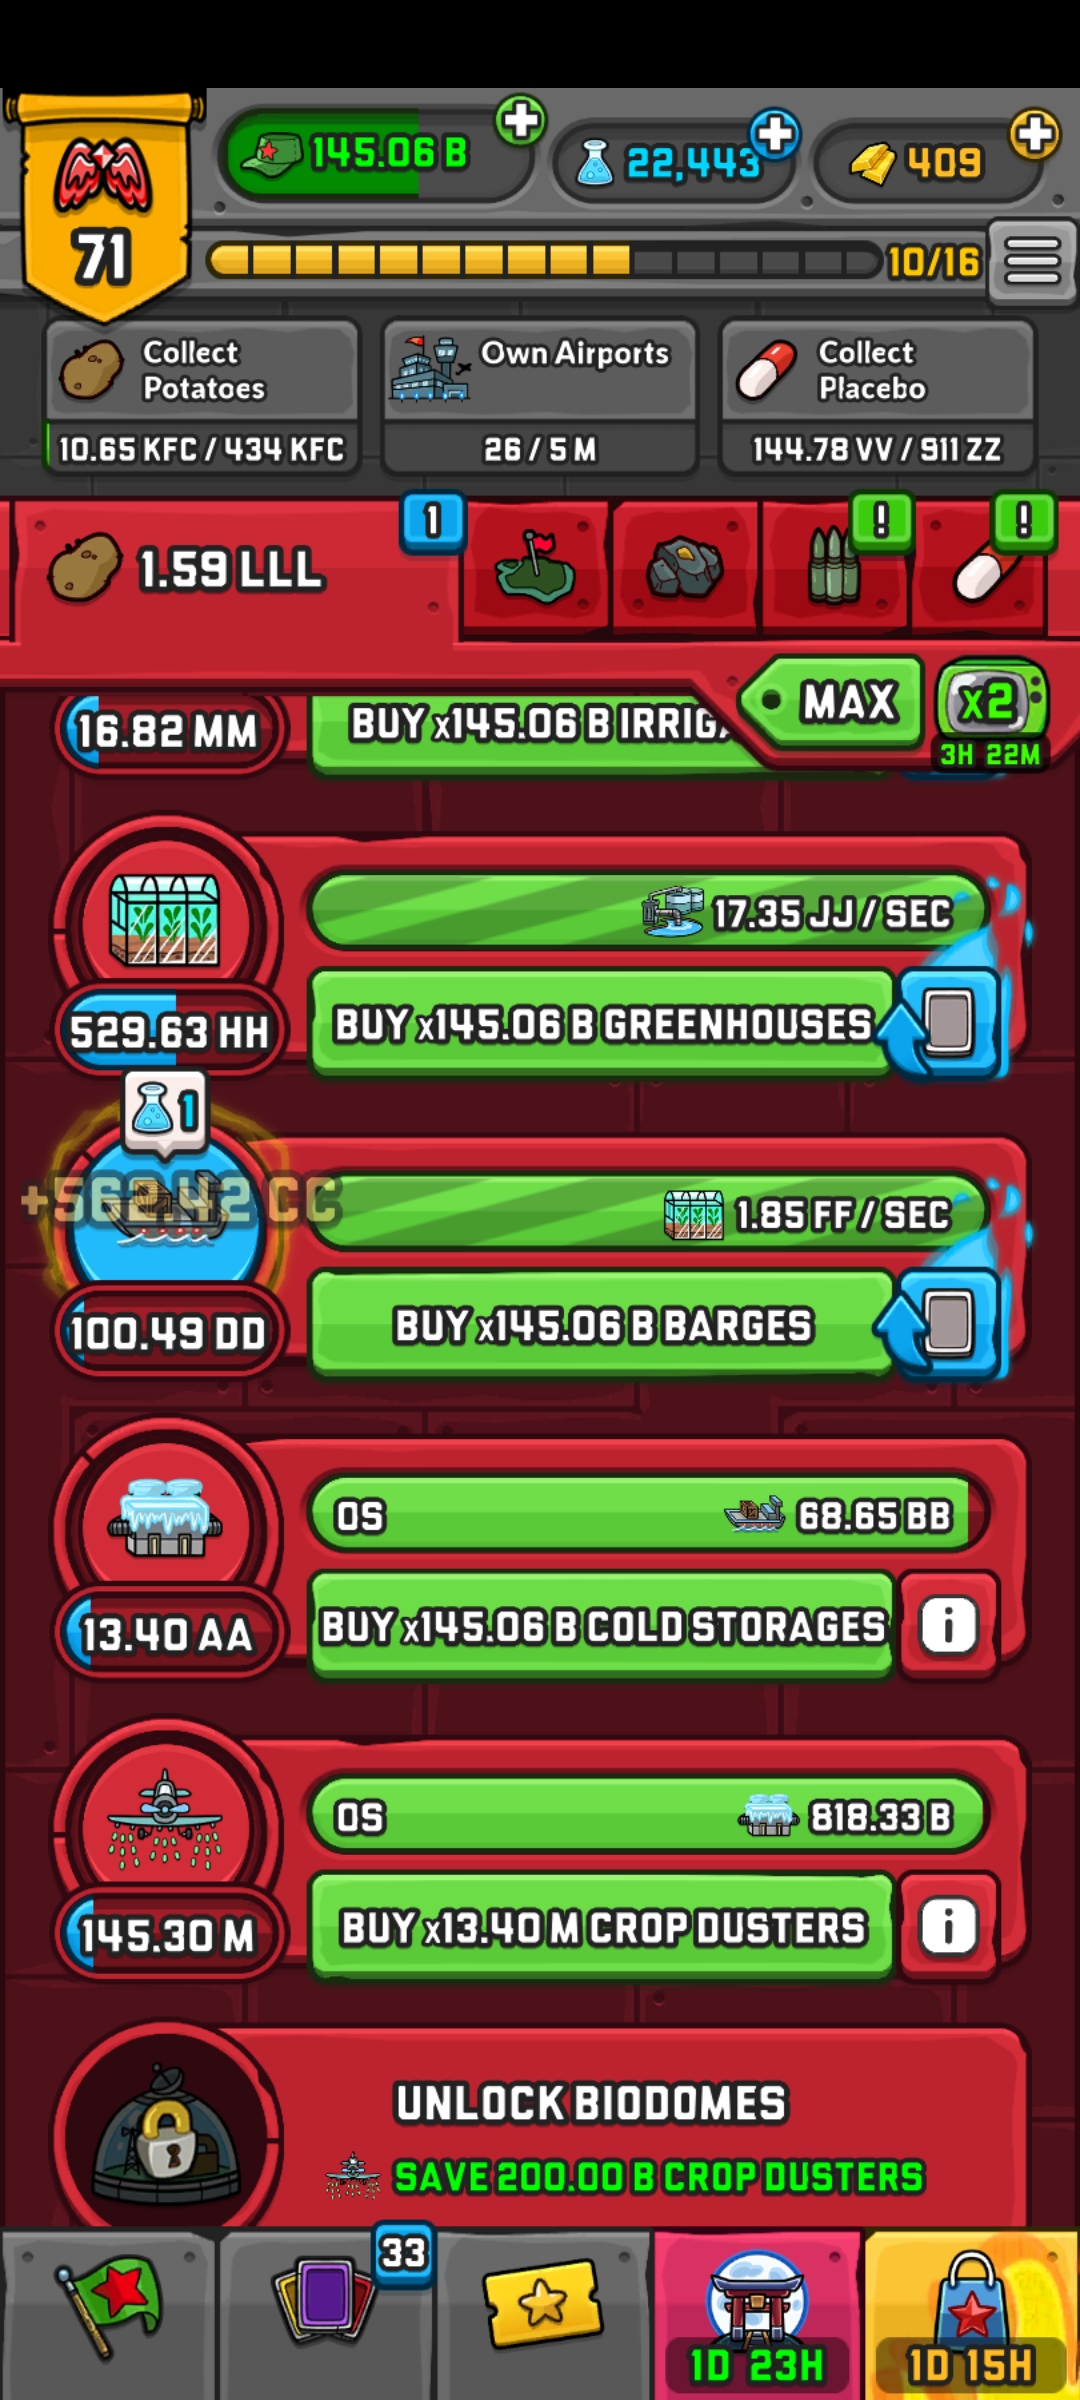 71
145.06 B
22,443
409
10/16
Collect
Potatoes
10.65 KFC / 434 KFC
Own Airports
26 / 5 M
Collect
Placebo
144.78 VV / 911 ZZ
1.59 LLL
1
!
!
MAX
x2
3H 22M
16.82 MM
BUY x145.06 B
529.63 HH
17.35 JJ / SEC
BUY x145.06 B GREENHOUSES
1
CC
100.49 DD
1.85 FF / SEC
BUY x145.06 B BARGES
13.40 AA
0S
68.65 BB
BUY x145.06 B COLD STORAGES
i
145.30 M
0S
818.33 B
BUY x13.40 M CROP DUSTERS
i
UNLOCK BIODOMES
SAVE 200.00 B CROP DUSTERS
33
1D 23H
1D 15H